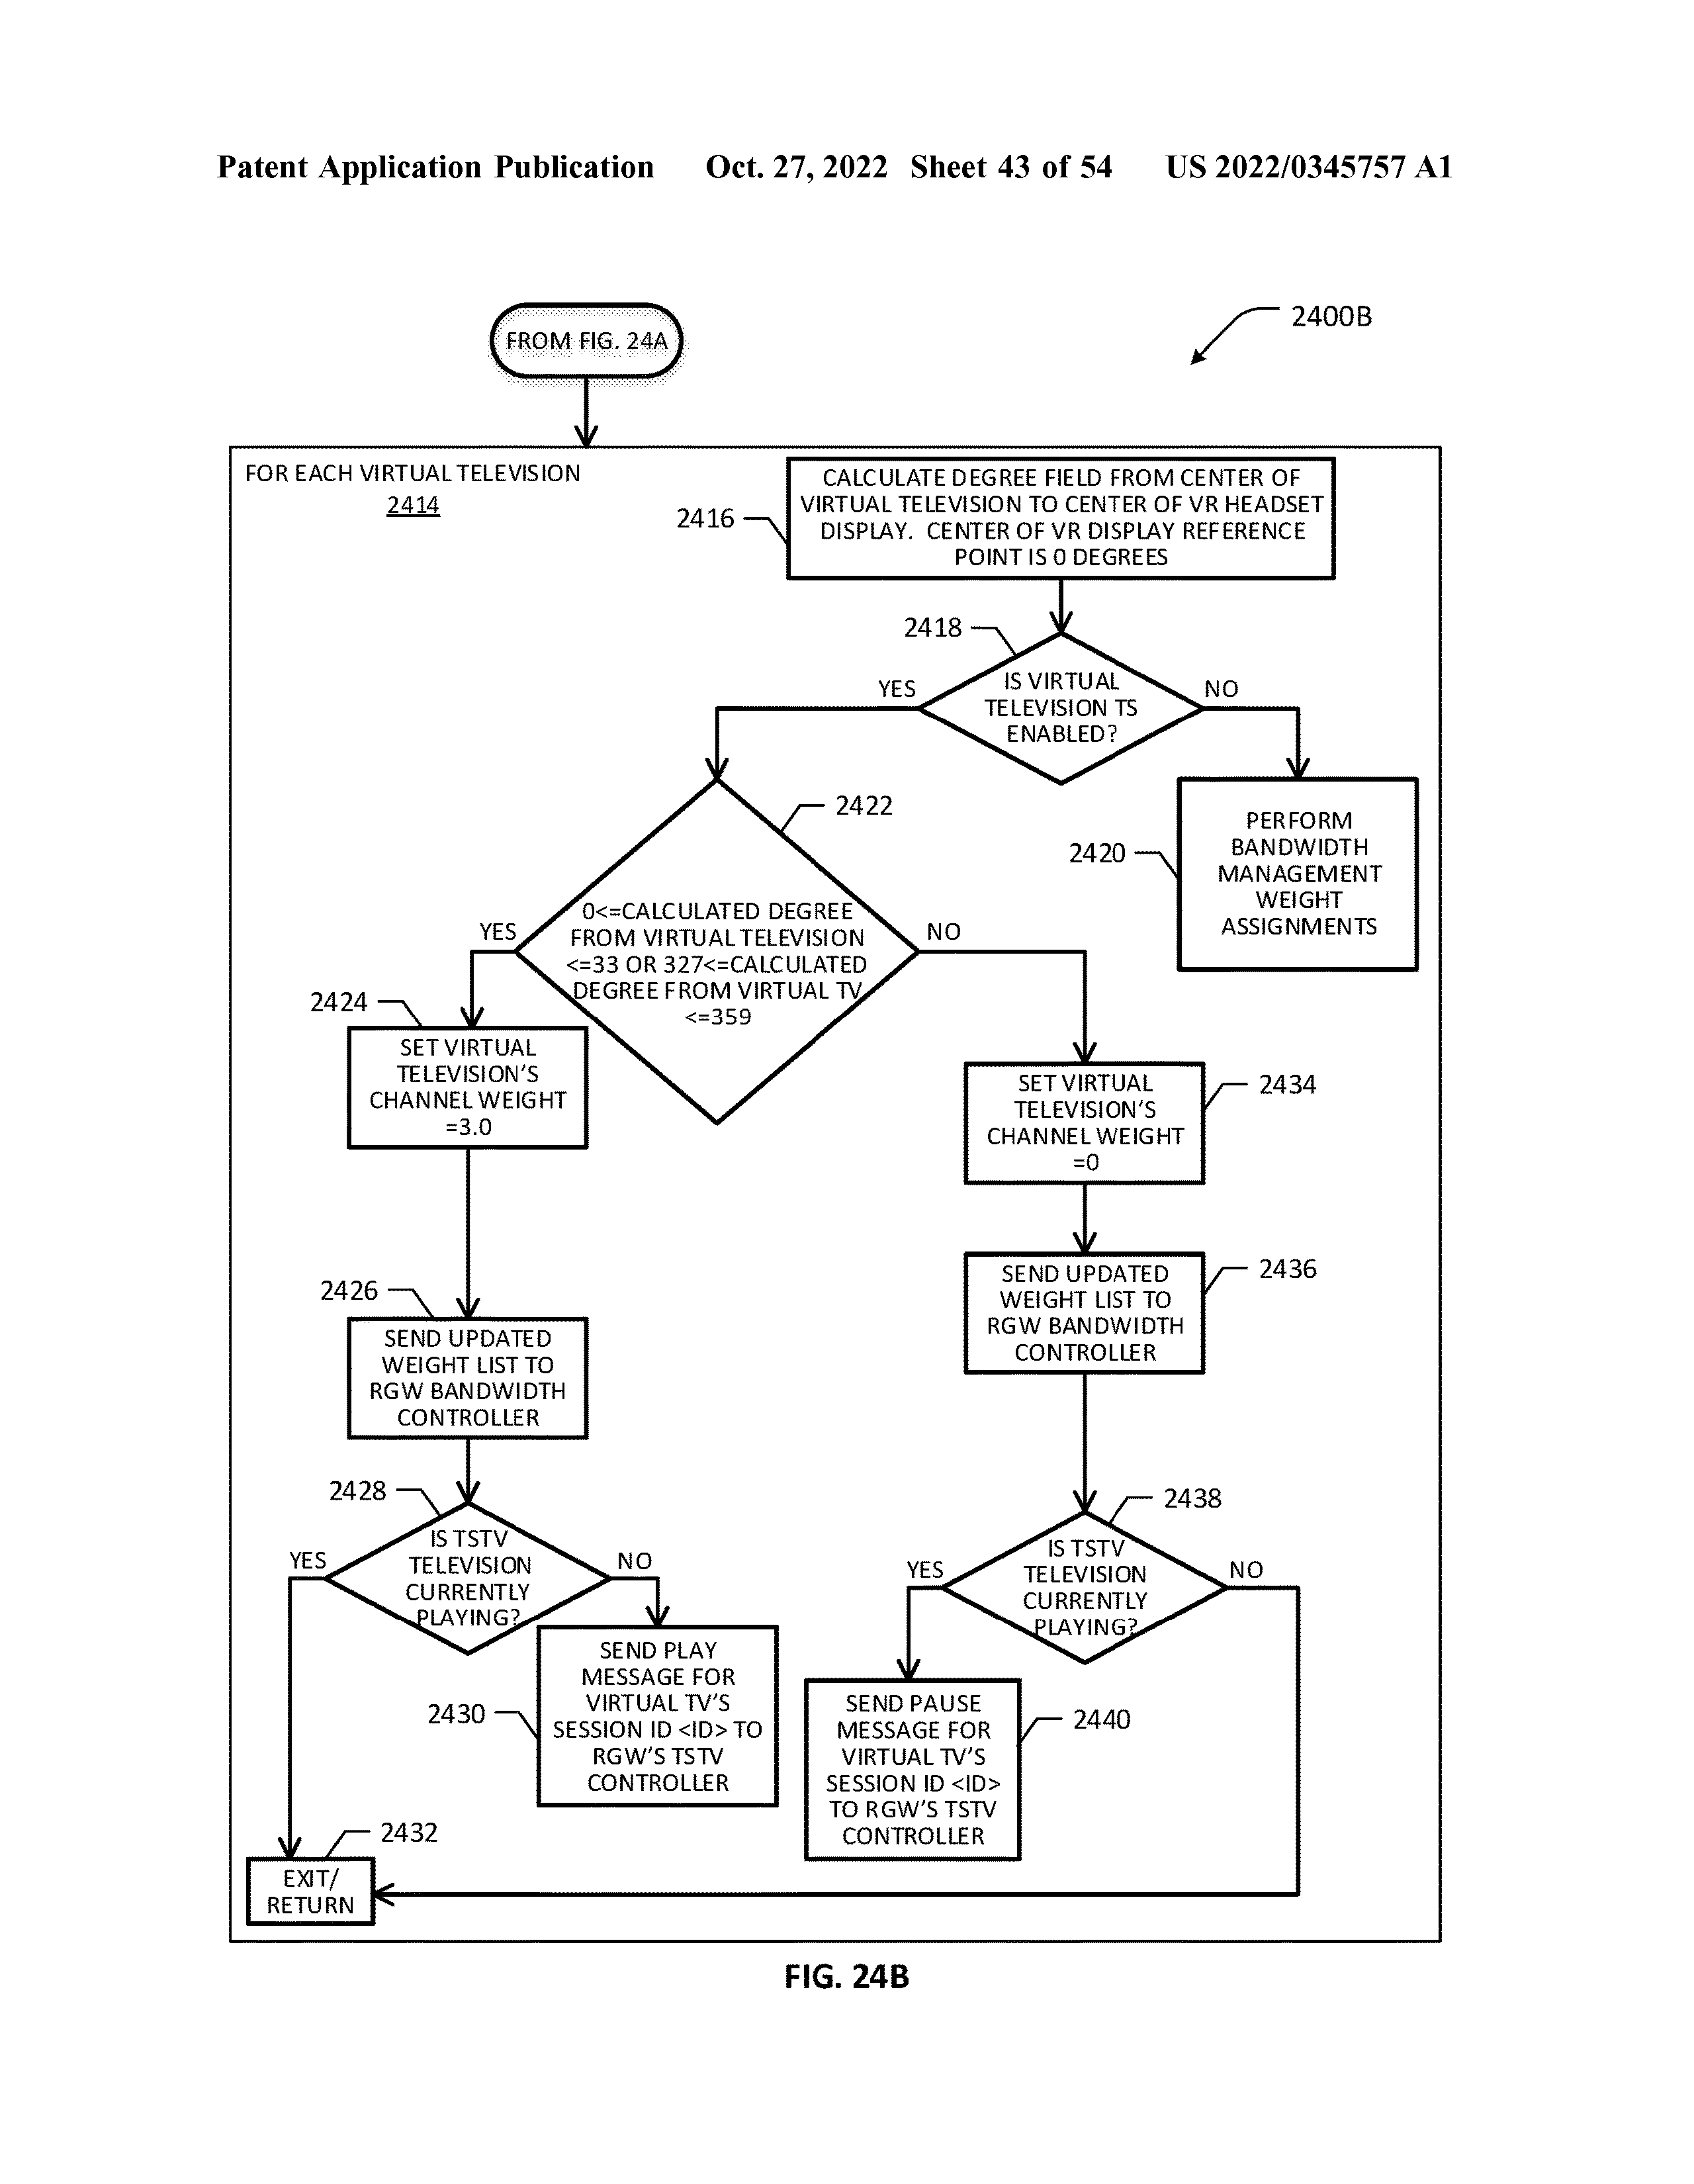 Patent Application Publication Oct. 27, 2022 Sheet 43 of 54 US 2022/0345757 A1
2400B
FROM FIG. 24A
FOR EACH VIRTUAL TELEVISION
2414
2416
CALCULATE DEGREE FIELD FROM CENTER OF
VIRTUAL TELEVISION TO CENTER OF VR HEADSET
DISPLAY. CENTER OF VR DISPLAY REFERENCE
POINT IS 0 DEGREES
2418
IS VIRTUAL
TELEVISION TS
ENABLED?
YES
NO
2420
PERFORM
BANDWIDTH
MANAGEMENT
WEIGHT
ASSIGNMENTS
2422
0<=CALCULATED DEGREE
FROM VIRTUAL TELEVISION
<=33 OR 327<=CALCULATED
DEGREE FROM VIRTUAL TV
<=359
YES
NO
2424
SET VIRTUAL
TELEVISION'S
CHANNEL WEIGHT
=3.0
2434
SET VIRTUAL
TELEVISION'S
CHANNEL WEIGHT
=0
2426
SEND UPDATED
WEIGHT LIST TO
RGW BANDWIDTH
CONTROLLER
2436
SEND UPDATED
WEIGHT LIST TO
RGW BANDWIDTH
CONTROLLER
2428
IS TSTV
TELEVISION
CURRENTLY
PLAYING?
YES
NO
2438
IS TSTV
TELEVISION
CURRENTLY
PLAYING?
YES
NO
2430
SEND PLAY
MESSAGE FOR
VIRTUAL TV'S
SESSION ID <ID> TO
RGW'S TSTV
CONTROLLER
2440
SEND PAUSE
MESSAGE FOR
VIRTUAL TV'S
SESSION ID <ID>
TO RGW'S TSTV
CONTROLLER
2432
EXIT/
RETURN
FIG. 24B